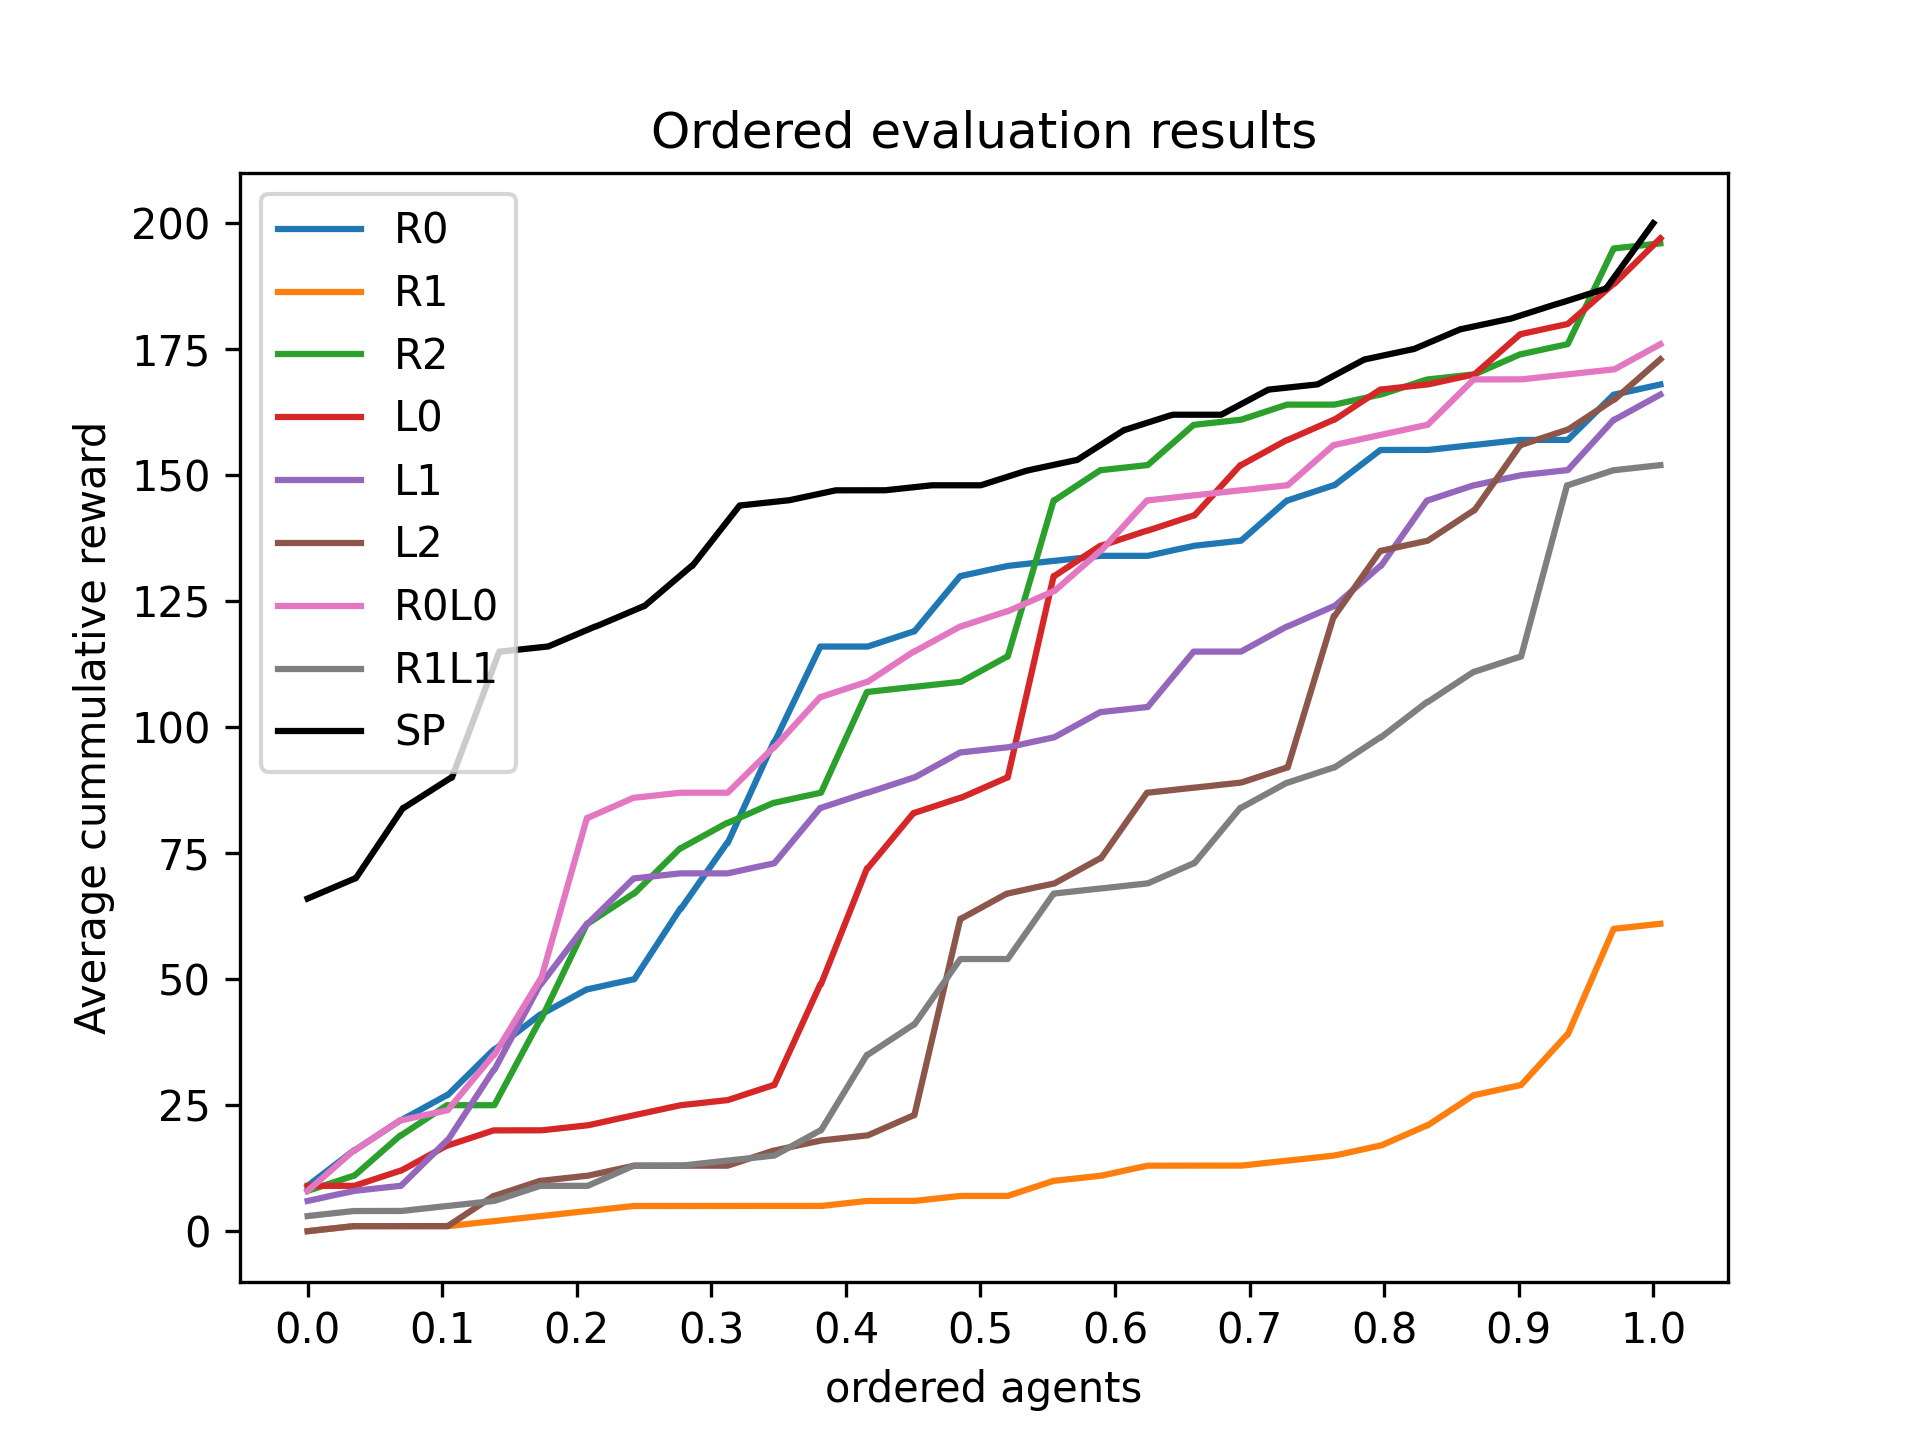 Ordered evaluation results
Average cummulative reward
200
175
150
125
100
75
50
25
0
R0
R1
R2
L0
L1
L2
R0L0
R1L1
SP
0.0 0.1 0.2 0.3 0.4 0.5 0.6 0.7 0.8 0.9 1.0
ordered agents